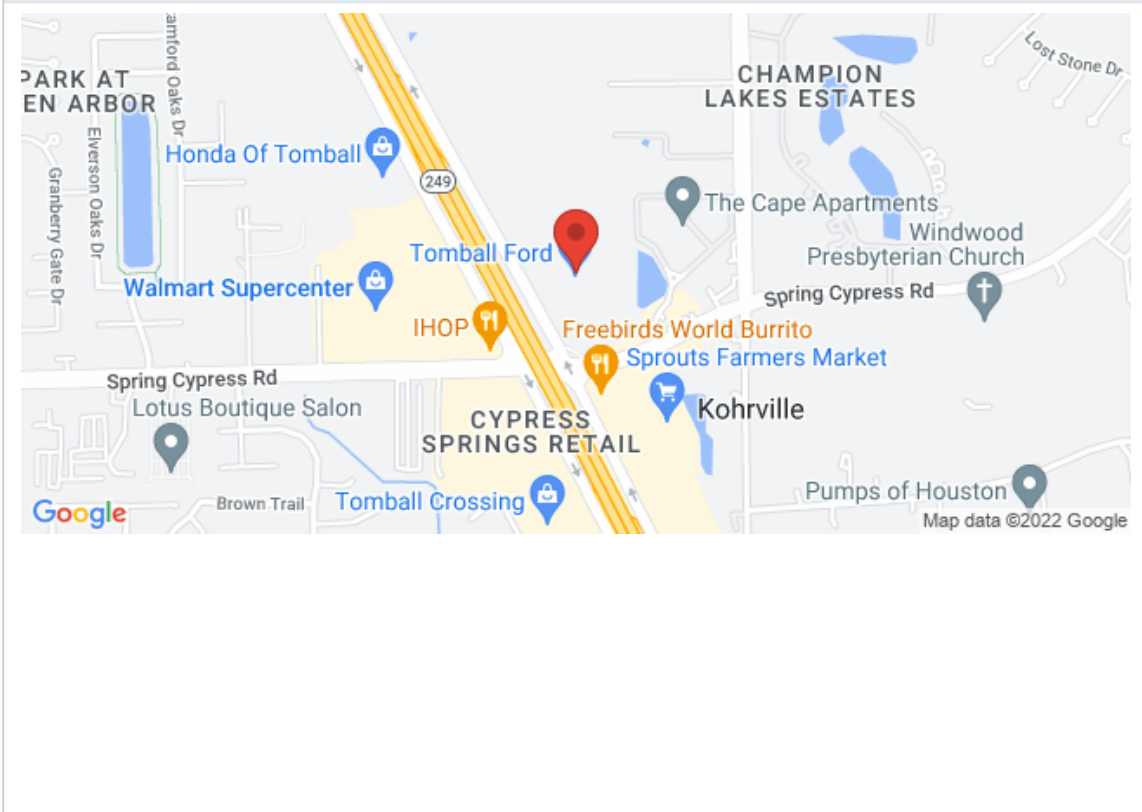 PARK AT
EN ARBOR
amford Oaks Dr
Elverson Oaks Dr
Granberry Gate Dr
Honda Of Tomball
249
CHAMPION
LAKES ESTATES
Lost Stone Dr
The Cape Apartments
Windwood
Presbyterian Church
Tomball Ford
Walmart Supercenter
Spring Cypress Rd
IHOP
Freebirds World Burrito
Sprouts Farmers Market
Spring Cypress Rd
Lotus Boutique Salon
CYPRESS
SPRINGS RETAIL
Kohrville
Brown Trail
Tomball Crossing
Pumps of Houston
Google
Map data ©2022 Google